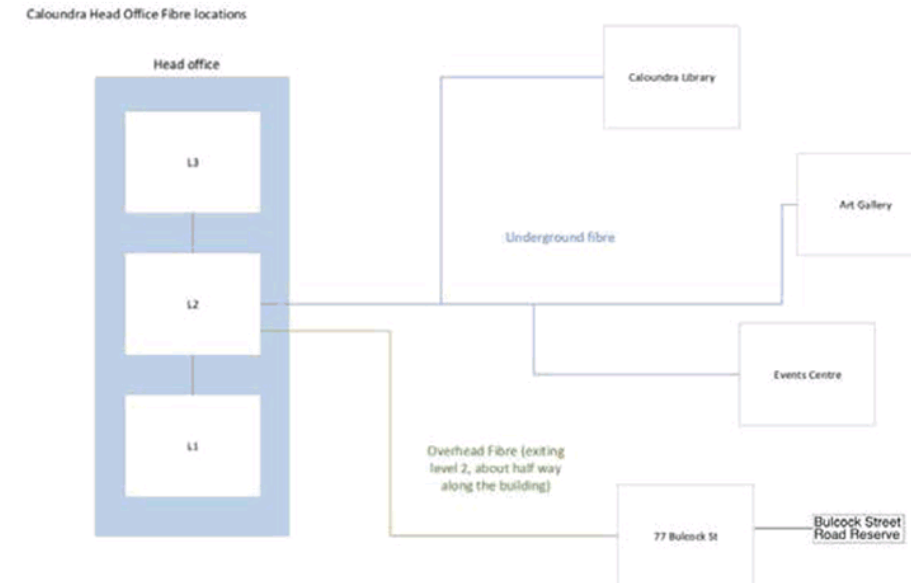 Caloundra Head Office Fibre locations
Head office
L3
L2
L1
Caloundra Library
Art Gallery
Underground fibre
Events Centre
Overhead Fibre (exiting
level 2, about half way
along the building)
77 Bulcock St
Bulcock Street
Road Reserve